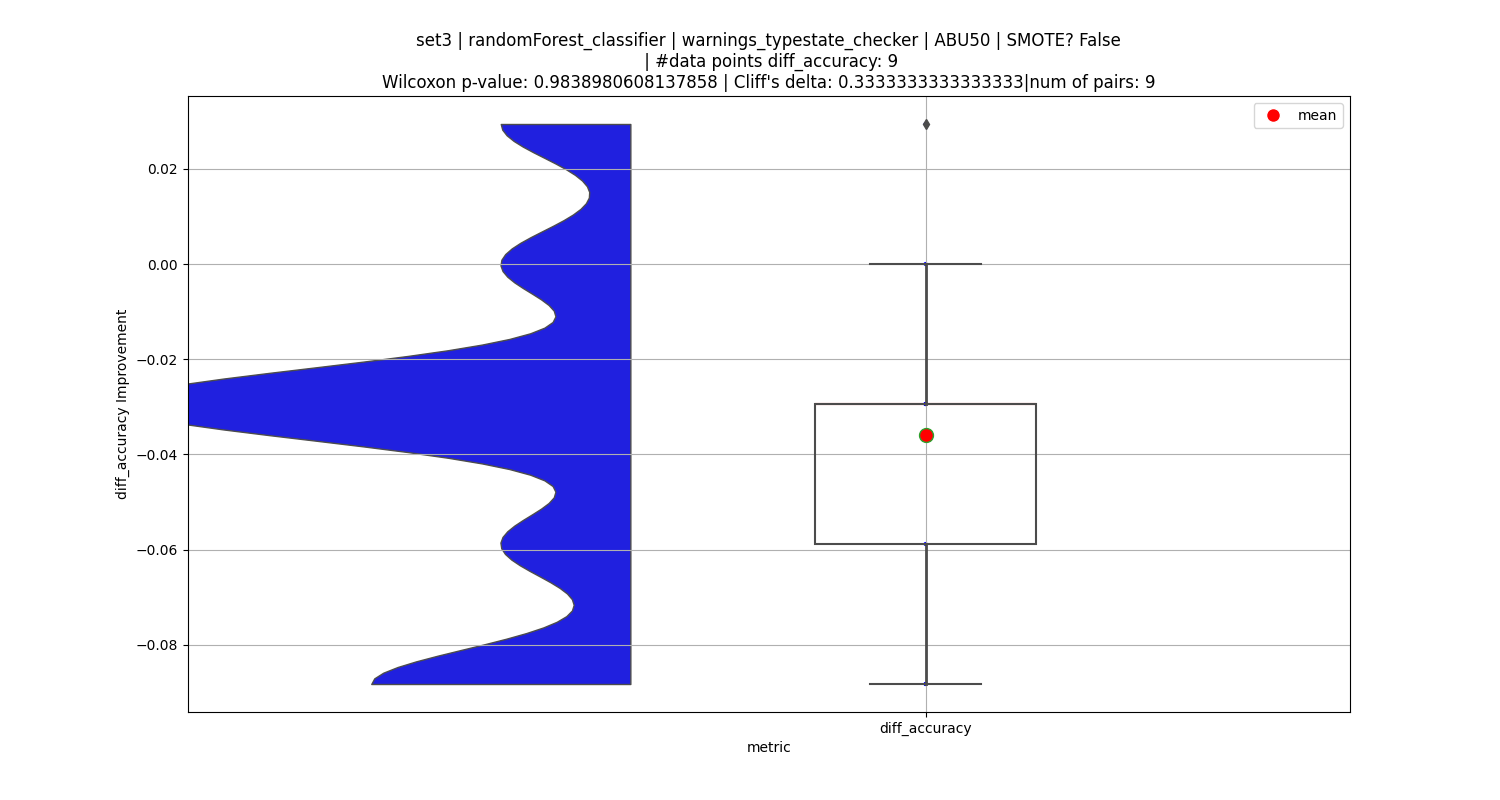 set3 | randomForest_classifier | warnings_typestate_checker | ABU50 | SMOTE? False
| #data points diff_accuracy: 9
Wilcoxon p-value: 0.9838980608137858 | Cliff's delta: 0.3333333333333333|num of pairs: 9
mean
0.02
0.00
−0.02
−0.04
−0.06
−0.08
diff_accuracy Improvement
diff_accuracy
metric